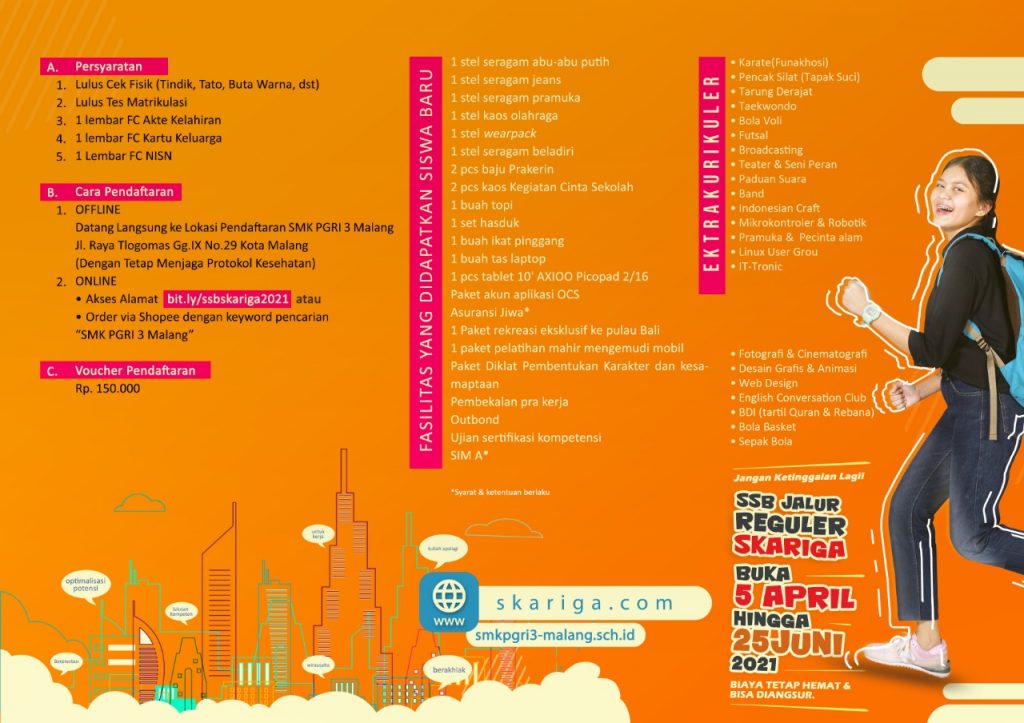 A. Persyaratan
1. Lulus Cek Fisik (Tindik, Tato, Buta Warna, dst)
2. Lulus Tes Matrikulasi
3. 1 lembar FC Akte Kelahiran
4. 1 lembar FC Kartu Keluarga
5. 1 Lembar FC NISN
B. Cara Pendaftaran
1. OFFLINE
Datang Langsung ke Lokasi Pendaftaran SMK PGRI 3 Malang
Jl. Raya Tlogomas Gg.IX No.29 Kota Malang
(Dengan Tetap Menjaga Protokol Kesehatan)
2. ONLINE
• Akses Alamat bit.ly/ssbskariga2021 atau
• Order via Shopee dengan keyword pencarian
“SMK PGRI 3 Malang”
C. Voucher Pendaftaran
Rp. 150.000
FASILITAS YANG DIDAPATKAN SISWA BARU
1 stel seragam abu-abu putih
1 stel seragam jeans
1 stel seragam pramuka
1 stel kaos olahraga
1 stel wearpack
1 stel seragam beladiri
2 pcs baju Prakerin
2 pcs kaos Kegiatan Cinta Sekolah
1 buah topi
1 set hasduk
1 buah ikat pinggang
1 buah tas laptop
1 pcs tablet 10' AXIOO Picopad 2/16
Paket akun aplikasi OCS
Asuransi Jiwa*
1 Paket rekreasi eksklusif ke pulau Bali
1 paket pelatihan mahir mengemudi mobil
Paket Diklat Pembentukan Karakter dan kesa-
maptaan
Pembekalan pra kerja
Outbond
Ujian sertifikasi kompetensi
SIM A*
*Syarat & ketentuan berlaku
EKTRAKURIKULER
• Karate(Funakhosi)
• Pencak Silat (Tapak Suci)
• Tarung Derajat
• Taekwondo
• Bola Voli
• Futsal
• Broadcasting
• Teater & Seni Peran
• Paduan Suara
• Band
• Indonesian Craft
• Mikrokontroler & Robotik
• Pramuka & Pecinta alam
• Linux User Grou
• IT-Tronic
• Fotografi & Cinematografi
• Desain Grafis & Animasi
• Web Design
• English Conversation Club
• BDI (tartil Quran & Rebana)
• Bola Basket
• Sepak Bola
Jangan Ketinggalan Lagi!
SSB JALUR
REGULER
SKARIGA
BUKA
5 APRIL
HINGGA
25 JUNI
2021
BIAYA TETAP HEMAT &
BISA DIANGSUR.
optimalisasi
potensi
lulusan
Kompeten
untuk
kerja
kuliah apalagi
wirausaha
berakhlak
WWW
skariga.com
smkpgri3-malang.sch.id